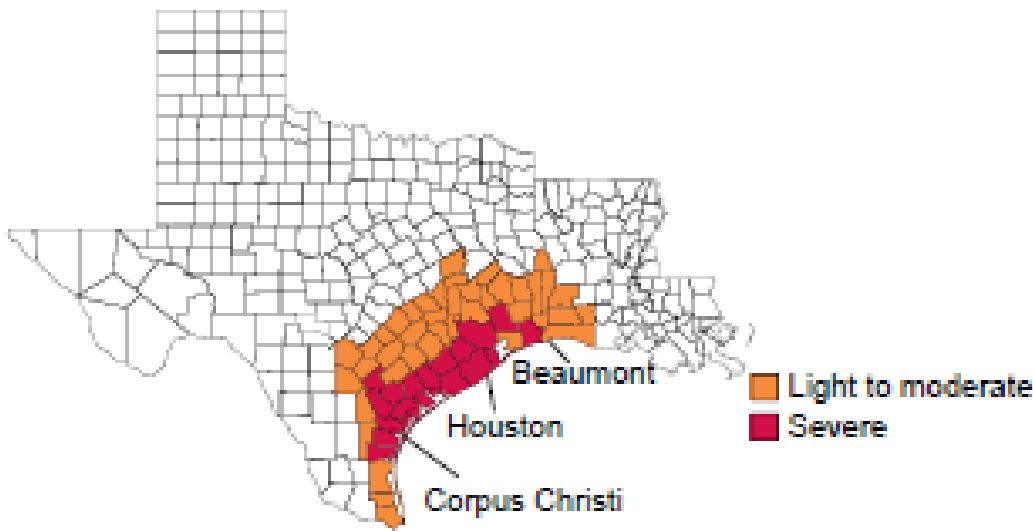 Beaumont
Light to moderate
Houston
Severe
Corpus Christi